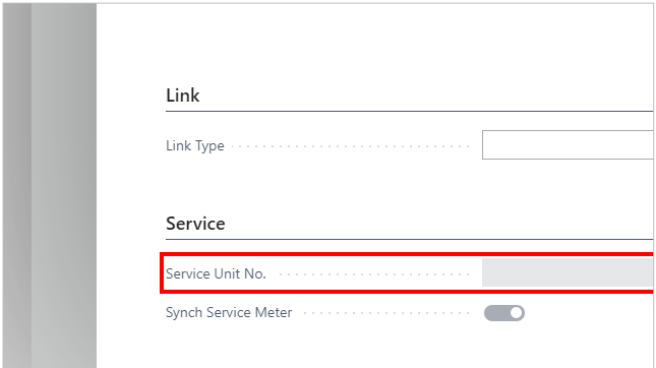 Link
Link Type
Service
Service Unit No.
Synch Service Meter